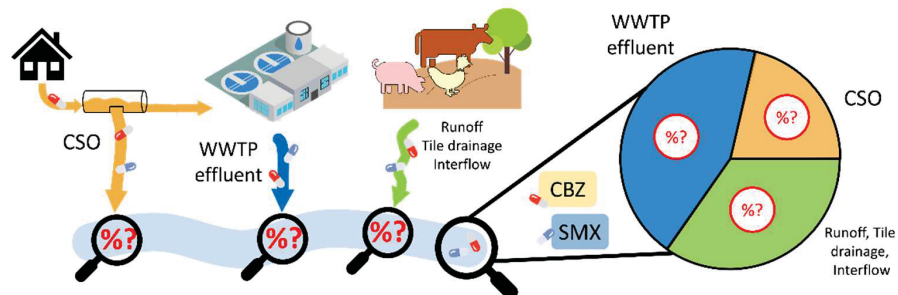 CSO
WWTP
effluent
Runoff
Tile drainage
Interflow
%?
%?
%?
CBZ
SMX
WWTP
effluent
CSO
%?
%?
%?
Runoff, Tile
drainage,
Interflow